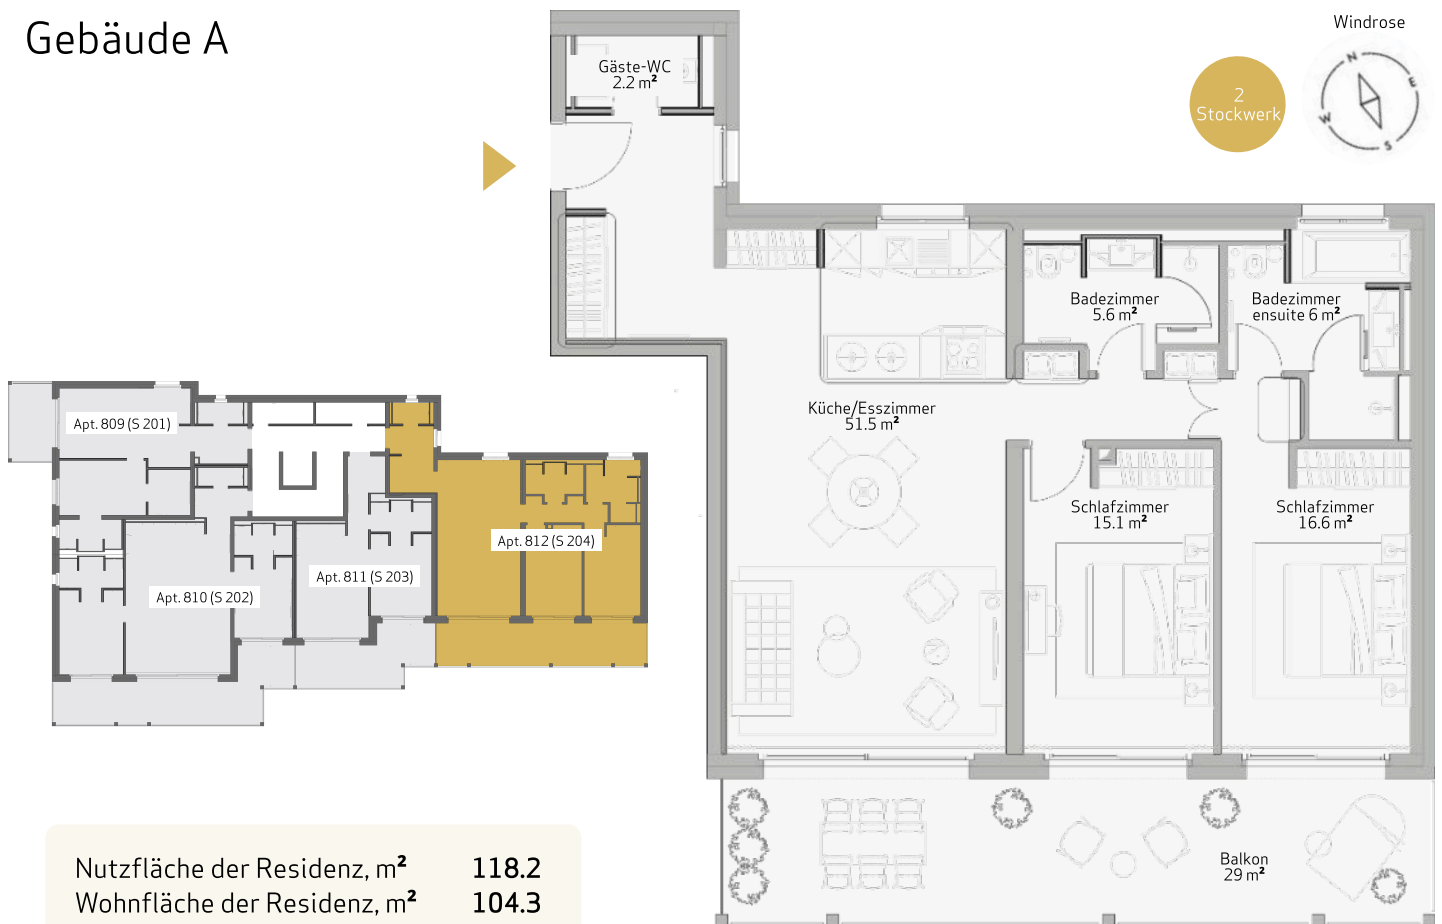 Gebäude A
Windrose
N
E
W
S
2
Stockwerk
Gäste-WC
2.2 m²
Badezimmer
5.6 m²
Badezimmer
ensuite 6 m²
Küche/Esszimmer
51.5 m²
Schlafzimmer
15.1 m²
Schlafzimmer
16.6 m²
Balkon
29 m²
Apt. 809 (S 201)
Apt. 812 (S 204)
Apt. 811 (S 203)
Apt. 810 (S 202)
Nutzfläche der Residenz, m² 118.2
Wohnfläche der Residenz, m² 104.3